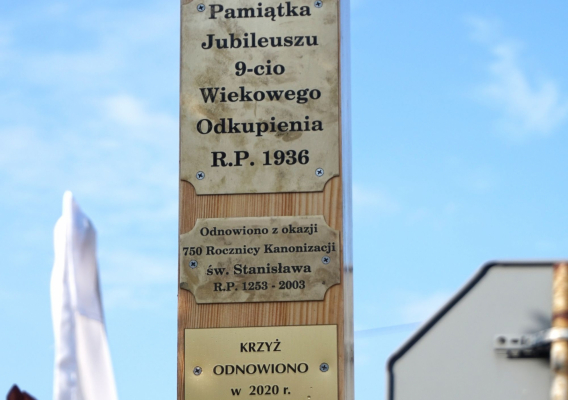 Pamiątka
Jubileuszu
9-cio
Wiekowego
Odkupienia
R.P. 1936
Odnowiono z okazji
750 Rocznicy Kanonizacji
św. Stanisława
R.P. 1253 - 2003
KRZYŻ
ODNOWIONO
w 2020 r.